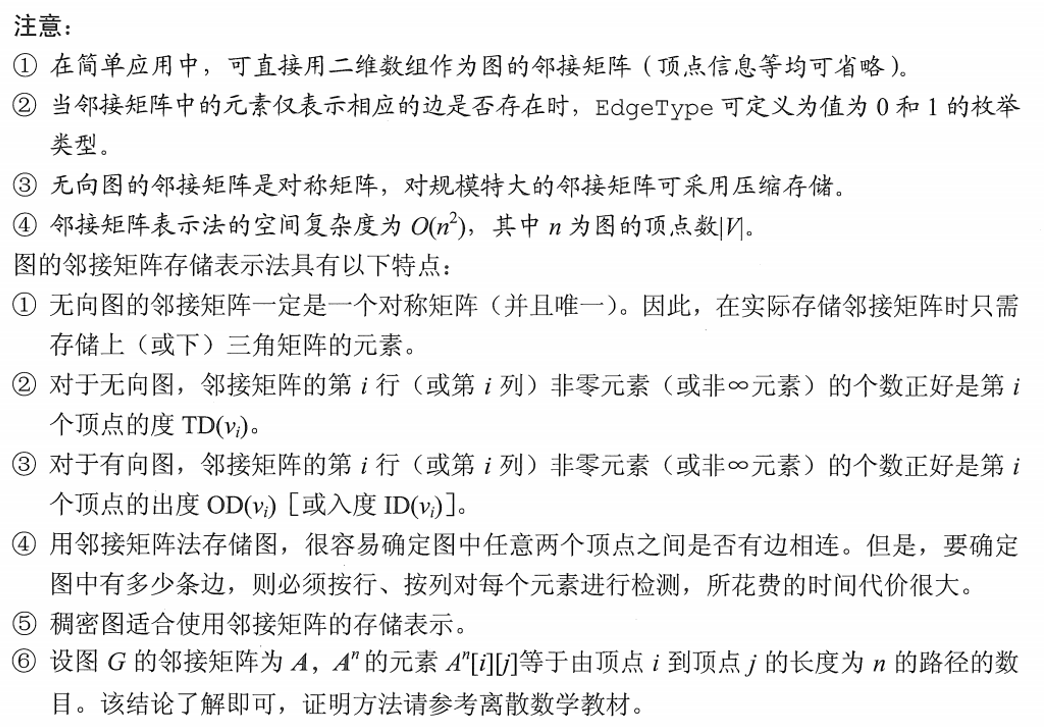 注意：
① 在简单应用中，可直接用二维数组作为图的邻接矩阵（顶点信息等均可省略）。
② 当邻接矩阵中的元素仅表示相应的边是否存在时，EdgeType 可定义为值为 0 和 1 的枚举
类型。
③ 无向图的邻接矩阵是对称矩阵，对规模特大的邻接矩阵可采用压缩存储。
④ 邻接矩阵表示法的空间复杂度为 O(n²)，其中 n 为图的顶点数|V|。
图的邻接矩阵存储表示法具有以下特点：
① 无向图的邻接矩阵一定是一个对称矩阵（并且唯一）。因此，在实际存储邻接矩阵时只需
存储上（或下）三角矩阵的元素。
② 对于无向图，邻接矩阵的第 i 行（或第 i 列）非零元素（或非∞元素）的个数正好是第 i
个顶点的度 TD(vᵢ)。
③ 对于有向图，邻接矩阵的第 i 行（或第 i 列）非零元素（或非∞元素）的个数正好是第 i
个顶点的出度 OD(vᵢ)［或入度 ID(vᵢ)］。
④ 用邻接矩阵法存储图，很容易确定图中任意两个顶点之间是否有边相连。但是，要确定
图中有多少条边，则必须按行、按列对每个元素进行检测，所花费的时间代价很大。
⑤ 稠密图适合使用邻接矩阵的存储表示。
⑥ 设图 G 的邻接矩阵为 A，Aⁿ 的元素 Aⁿ[i][j]等于由顶点 i 到顶点 j 的长度为 n 的路径的数
目。该结论了解即可，证明方法请参考离散数学教材。